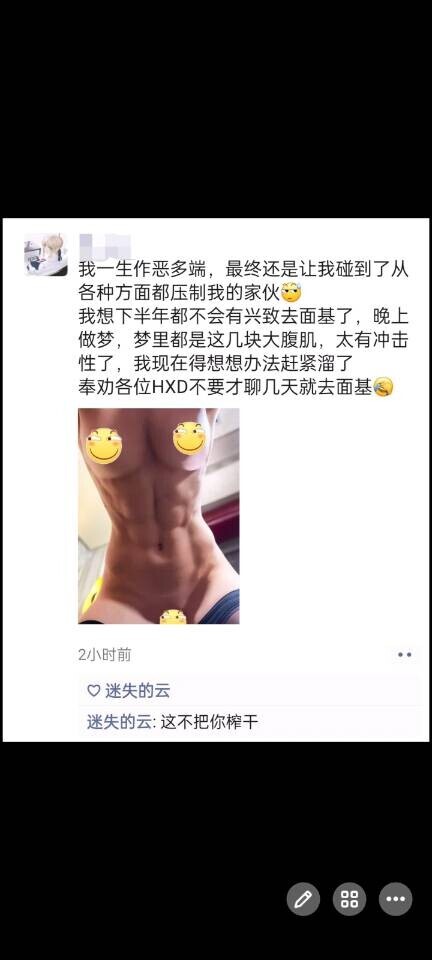 我一生作恶多端，最终还是让我碰到了从
各种方面都压制我的家伙
我想下半年都不会有兴致去面基了，晚上
做梦，梦里都是这几块大腹肌，太有冲击
性了，我现在得想想办法赶紧溜了
奉劝各位HXD不要才聊几天就去面基
2小时前
迷失的云
迷失的云: 这不把你榨干